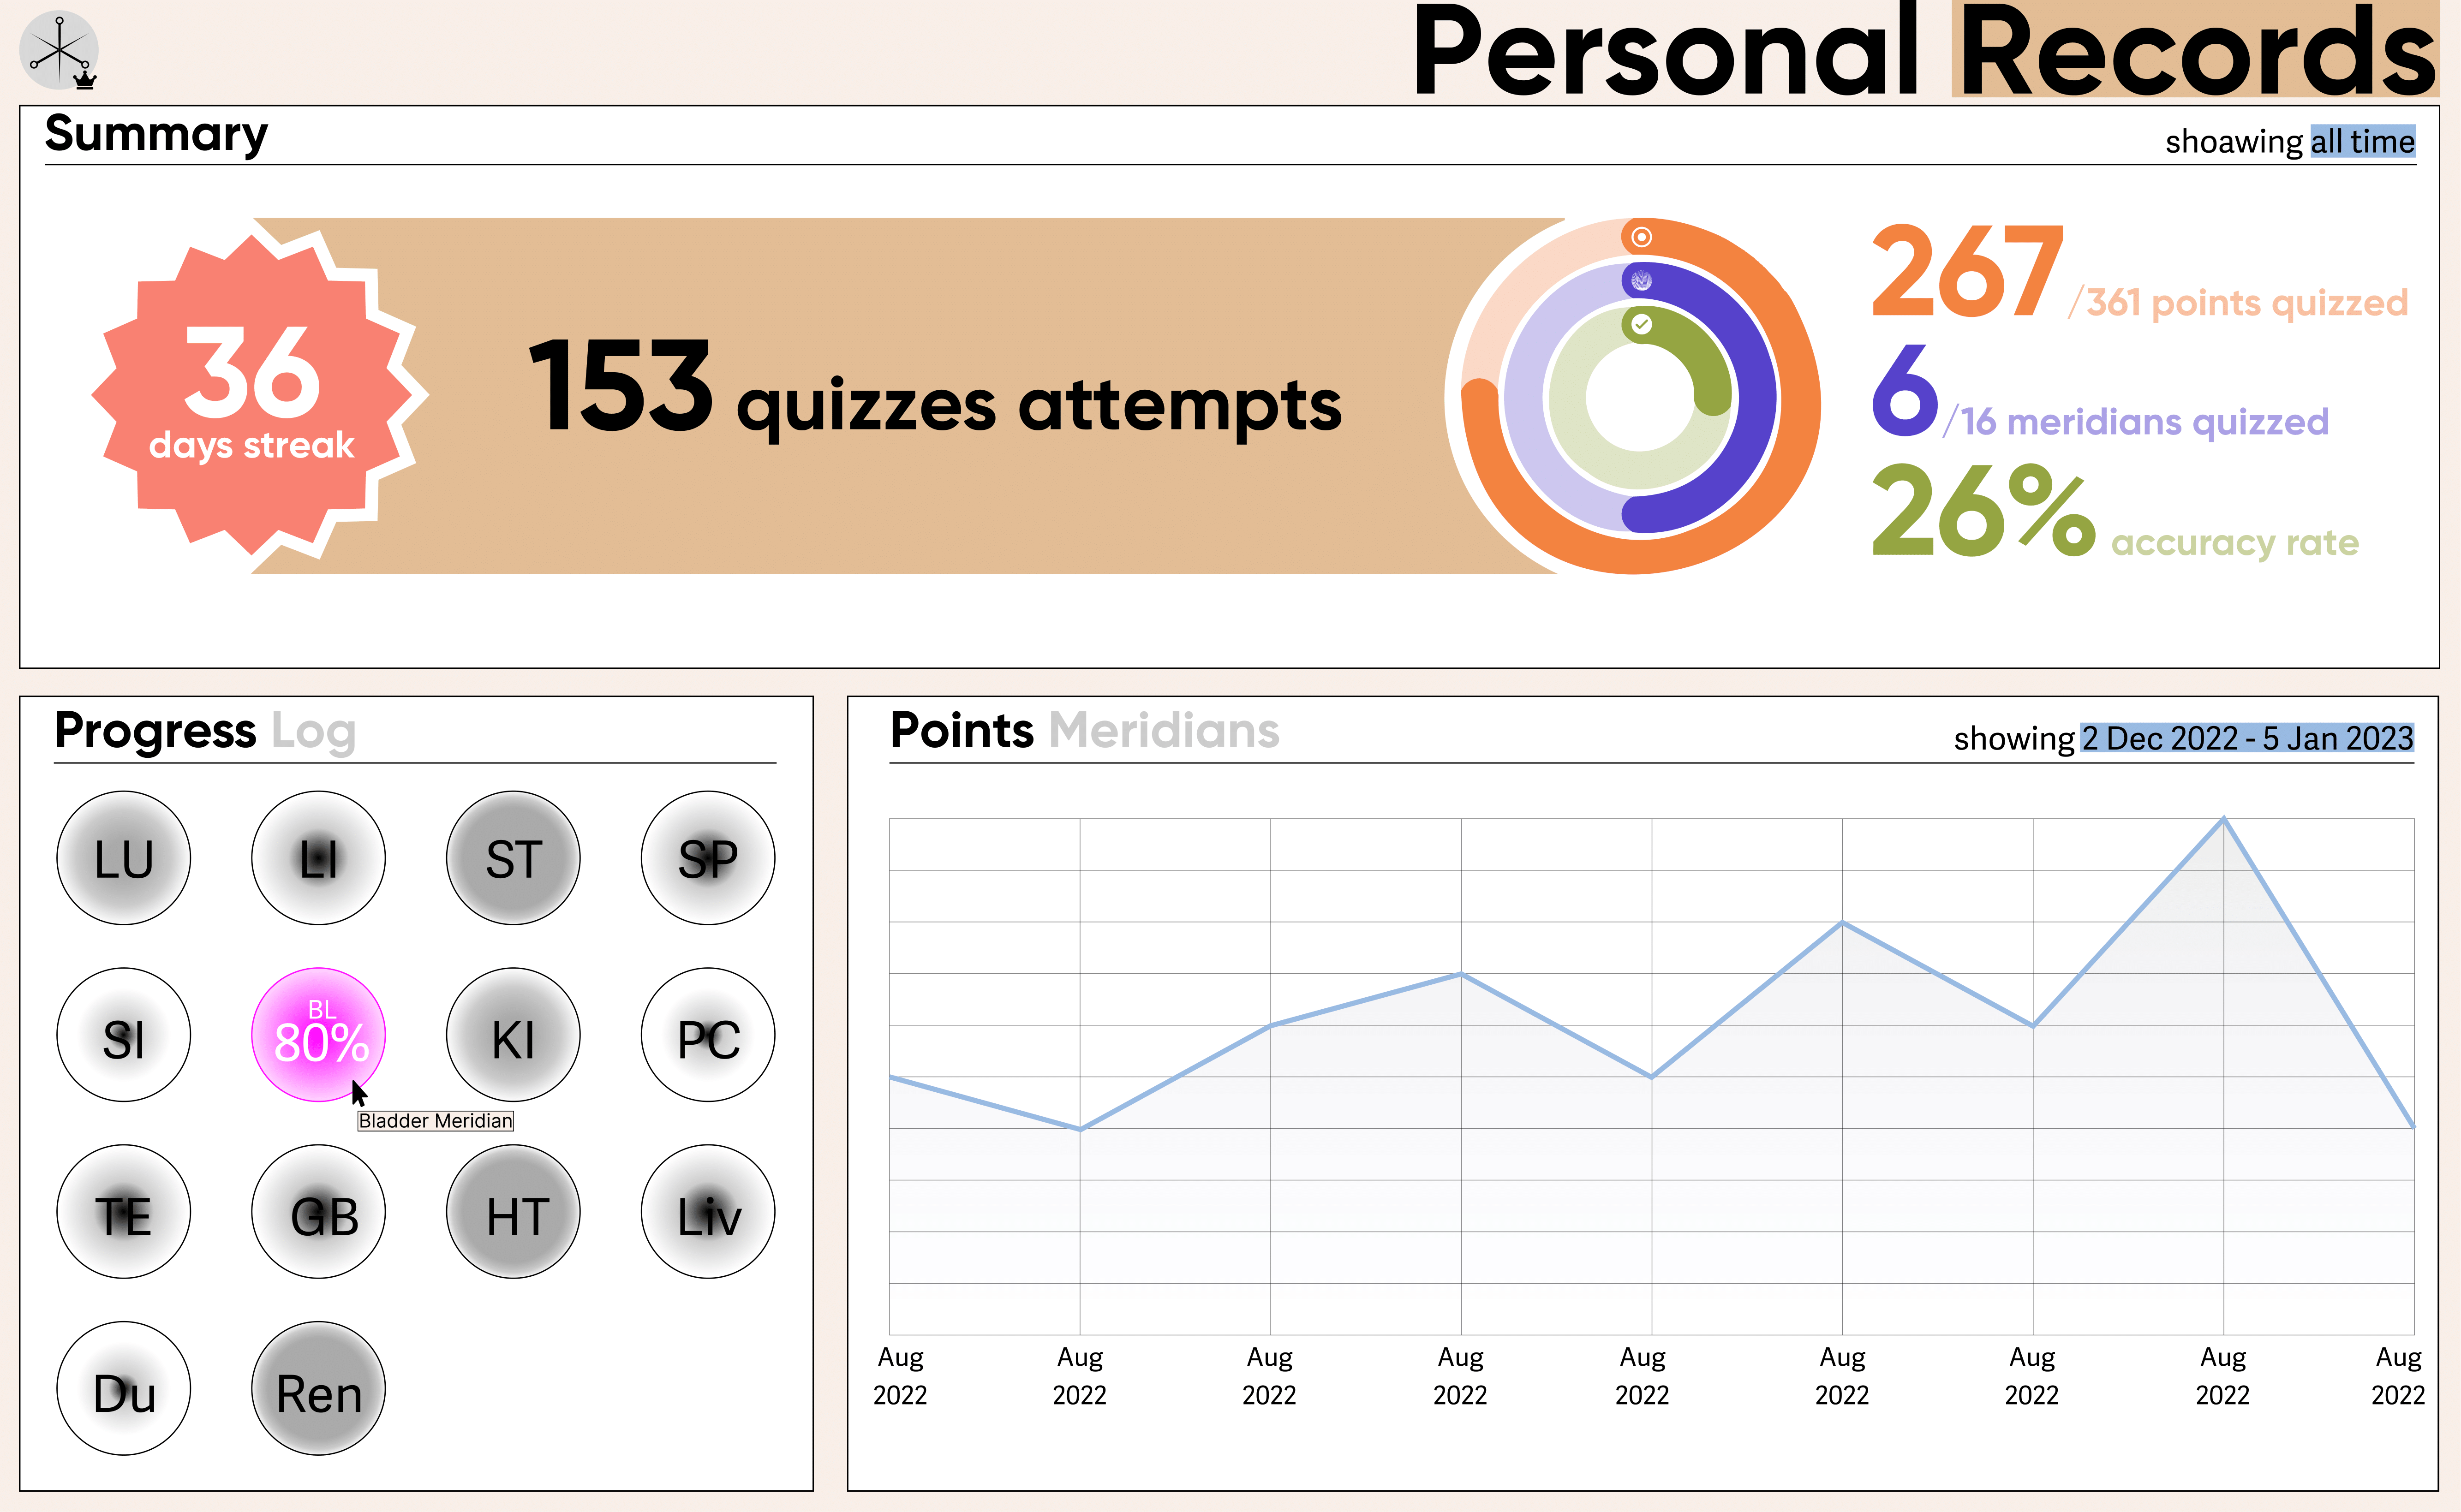 Personal Records
Summary
shoawing all time
36
days streak
153 quizzes attempts
267/361 points quizzed
6/16 meridians quizzed
26% accuracy rate
Progress Log
LU LI ST SP
SI BL 80% KI PC
Bladder Meridian
TE GB HT Liv
Du Ren
Points Meridians
showing 2 Dec 2022 - 5 Jan 2023
Aug Aug Aug Aug Aug Aug Aug Aug Aug
2022 2022 2022 2022 2022 2022 2022 2022 2022